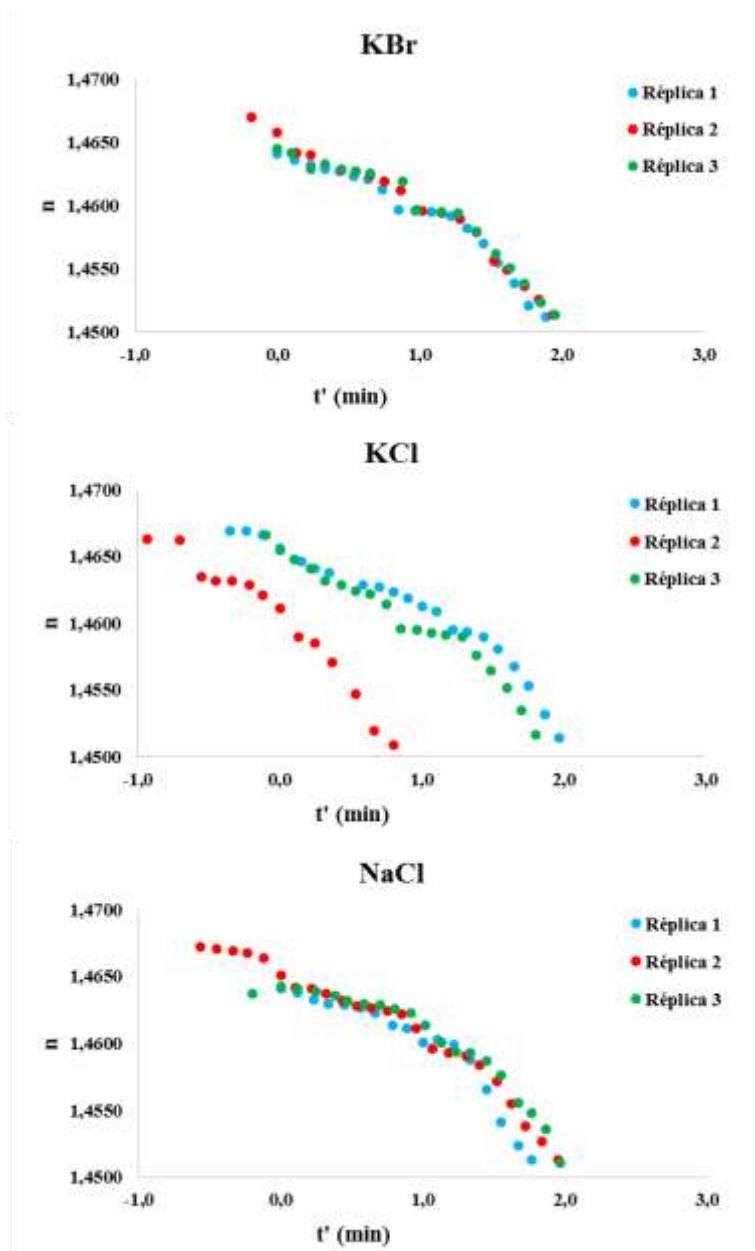 KBr
1,4700
Réplica 1
1,4650
Réplica 2
Réplica 3
n
1,4600
1,4550
1,4500
-1,0 0,0 1,0 2,0 3,0
t' (min)
KCl
1,4700
Réplica 1
1,4650
Réplica 2
Réplica 3
n
1,4600
1,4550
1,4500
-1,0 0,0 1,0 2,0 3,0
t' (min)
NaCl
1,4700
Réplica 1
1,4650
Réplica 2
Réplica 3
n
1,4600
1,4550
1,4500
-1,0 0,0 1,0 2,0 3,0
t' (min)